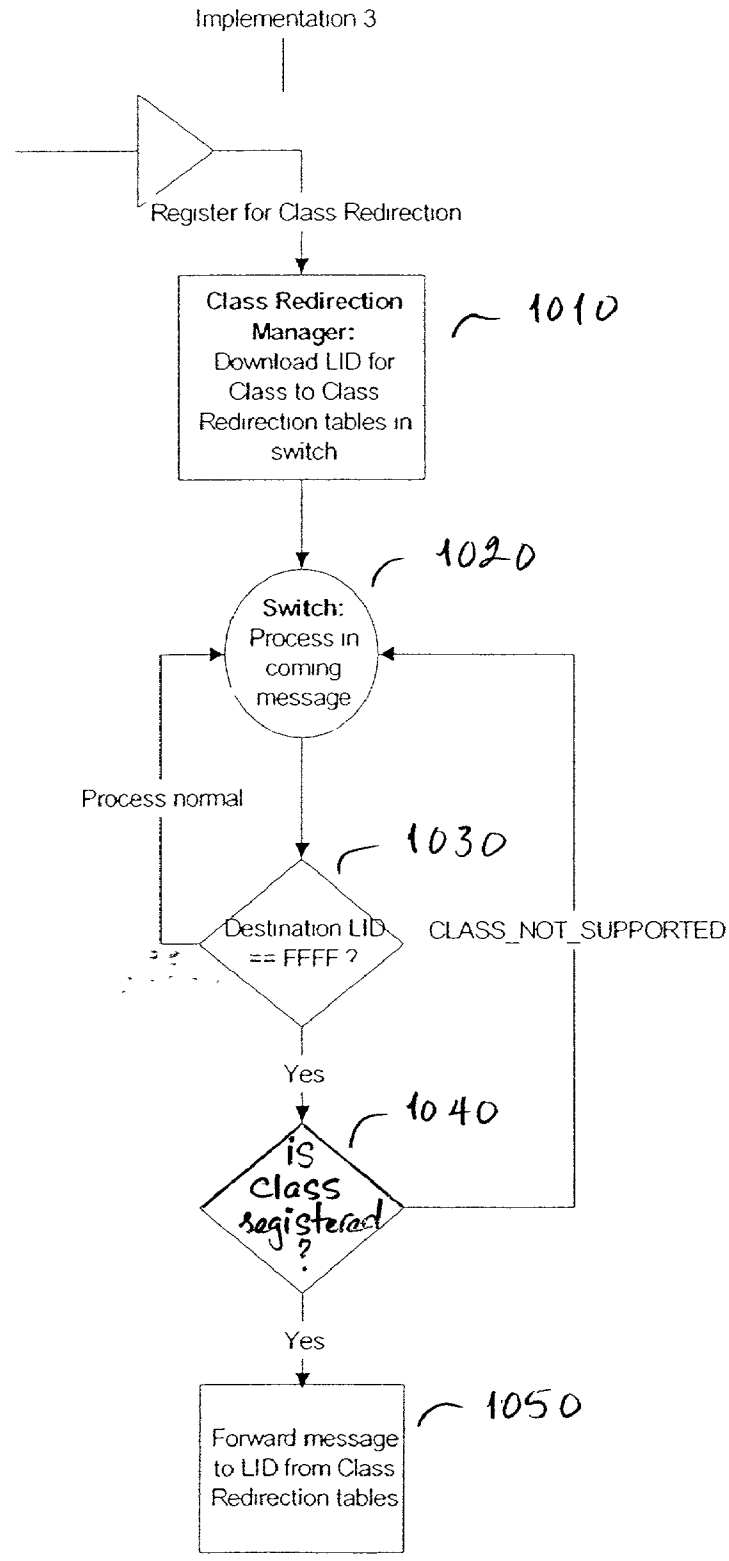 Implementation 3
Register for Class Redirection
Class Redirection
Manager:
Download LID for
Class to Class
Redirection tables in
switch
1010
1020
Switch:
Process in
coming
message
Process normal
1030
Destination LID
== FFFF ?
CLASS_NOT_SUPPORTED
Yes
1040
is
class
registered
?
Yes
1050
Forward message
to LID from Class
Redirection tables